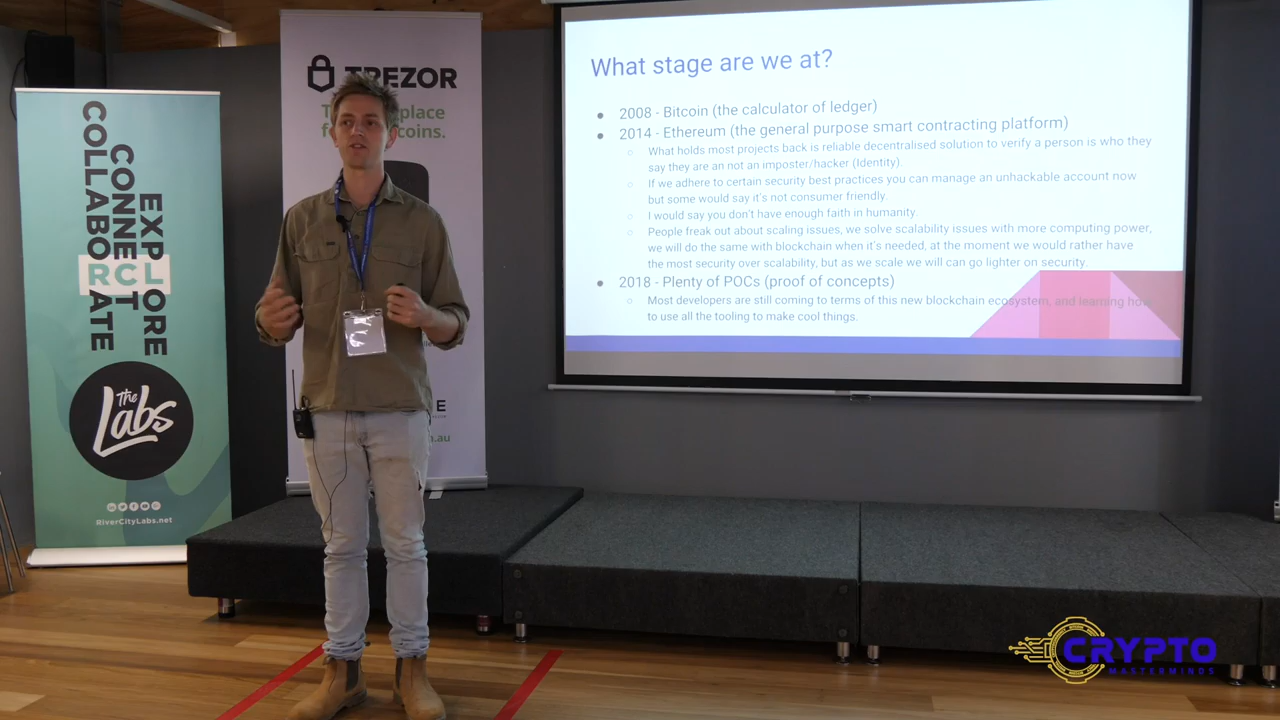 COLLABORATE
CONNECT
EXPLORE
RCL
the
Labs
RiverCityLabs.net
TREZOR
place
coins.
E
.au
What stage are we at?
● 2008 - Bitcoin (the calculator of ledger)
● 2014 - Ethereum (the general purpose smart contracting platform)
○ What holds most projects back is reliable decentralised solution to verify a person is who they
say they are an not an imposter/hacker (Identity).
○ If we adhere to certain security best practices you can manage an unhackable account now
but some would say it's not consumer friendly.
○ I would say you don't have enough faith in humanity.
○ People freak out about scaling issues, we solve scalability issues with more computing power,
we will do the same with blockchain when it's needed, at the moment we would rather have
the most security over scalability, but as we scale we will can go lighter on security.
● 2018 - Plenty of POCs (proof of concepts)
○ Most developers are still coming to terms of this new blockchain ecosystem, and learning how
to use all the tooling to make cool things.
CRYPTO
MASTERMINDS